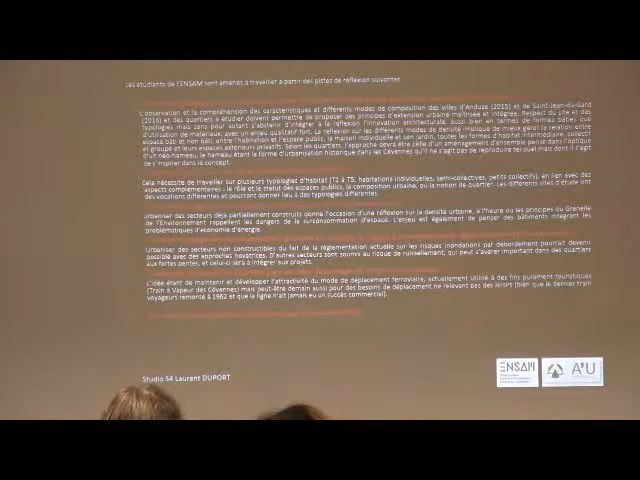 Les étudiants de l'ENSAM sont amenés à travailler à partir des pistes de réflexion suivantes
L'observation et la compréhension des caractéristiques et différents modes de composition des villes d'Anduze (2015) et de Saint-Jean-du-Gard
(2016) et des quartiers à étudier doivent permettre de proposer des principes d'extension urbaine maîtrisée et intégrée. Respect du site et des
typologies mais sans pour autant s'abstenir d'intégrer à la réflexion l'innovation architecturale, aussi bien en termes de formes bâties que
d'utilisation de matériaux, avec un enjeu qualitatif fort. La réflexion sur les différents modes de densité implique de mieux gérer la relation entre
espace bâti et non bâti, entre l'habitation et l'espace public, la maison individuelle et son jardin, toutes les formes d'habitat intermédiaire, collectif
et groupé et leurs espaces extérieurs privatifs. Selon les quartiers, l'approche devra être celle d'un aménagement d'ensemble pensé dans l'optique
d'un néo-hameau, le hameau étant la forme d'urbanisation historique dans les Cévennes qu'il ne s'agit pas de reproduire tel quel mais dont il s'agit
de s'inspirer dans le concept.
Cela nécessite de travailler sur plusieurs typologies d'habitat (T2 à T5, habitations individuelles, semi-collectives, petits collectifs), en lien avec des
aspects complémentaires : le rôle et le statut des espaces publics, la composition urbaine, ou la notion de quartier. Les différents sites d'étude ont
des vocations différentes et pourront donner lieu à des typologies différentes.
Urbaniser des secteurs déjà partiellement construits donne l'occasion d'une réflexion sur la densité urbaine, à l'heure où les principes du Grenelle
de l'Environnement rappellent les dangers de la surconsommation d'espace. L'enjeu est également de penser des bâtiments intégrant les
problématiques d'économie d'énergie.
Urbaniser des secteurs non constructibles du fait de la réglementation actuelle sur les risques inondations par débordement pourrait devenir
possible avec des approches novatrices. D'autres secteurs sont soumis au risque de ruissellement, qui peut s'avérer important dans des quartiers
aux fortes pentes, et celui-ci sera à intégrer aux projets.
L'idée étant de maintenir et développer l'attractivité du mode de déplacement ferroviaire, actuellement utilisé à des fins purement touristiques
(Train à Vapeur des Cévennes) mais peut-être demain aussi pour des besoins de déplacement ne relevant pas des loisirs (bien que le dernier train
voyageurs remonte à 1962 et que le ligne n'ait jamais eu un succès commercial).
Studio S4 Laurent DUPORT
ENSAM
A'U